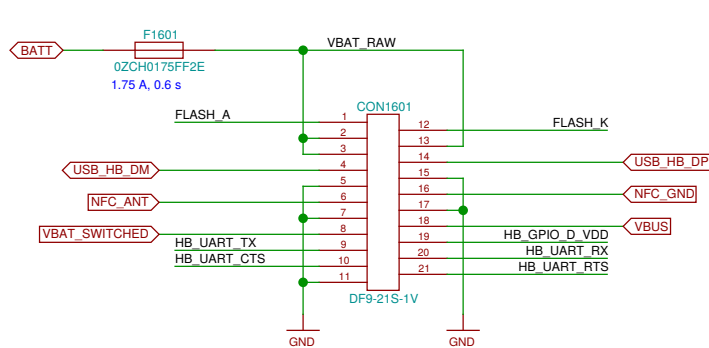 F1601
BATT
VBAT_RAW
0ZCH0175FF2E
1.75 A, 0.6 s
CON1601
FLASH_A
1
12
FLASH_K
2
13
3
14
USB_HB_DP
USB_HB_DM
4
15
5
16
NFC_GND
NFC_ANT
6
17
7
18
VBUS
VBAT_SWITCHED
8
19
HB_GPIO_D_VDD
HB_UART_TX
9
20
HB_UART_RX
HB_UART_CTS
10
21
HB_UART_RTS
11
DF9-21S-1V
GND
GND